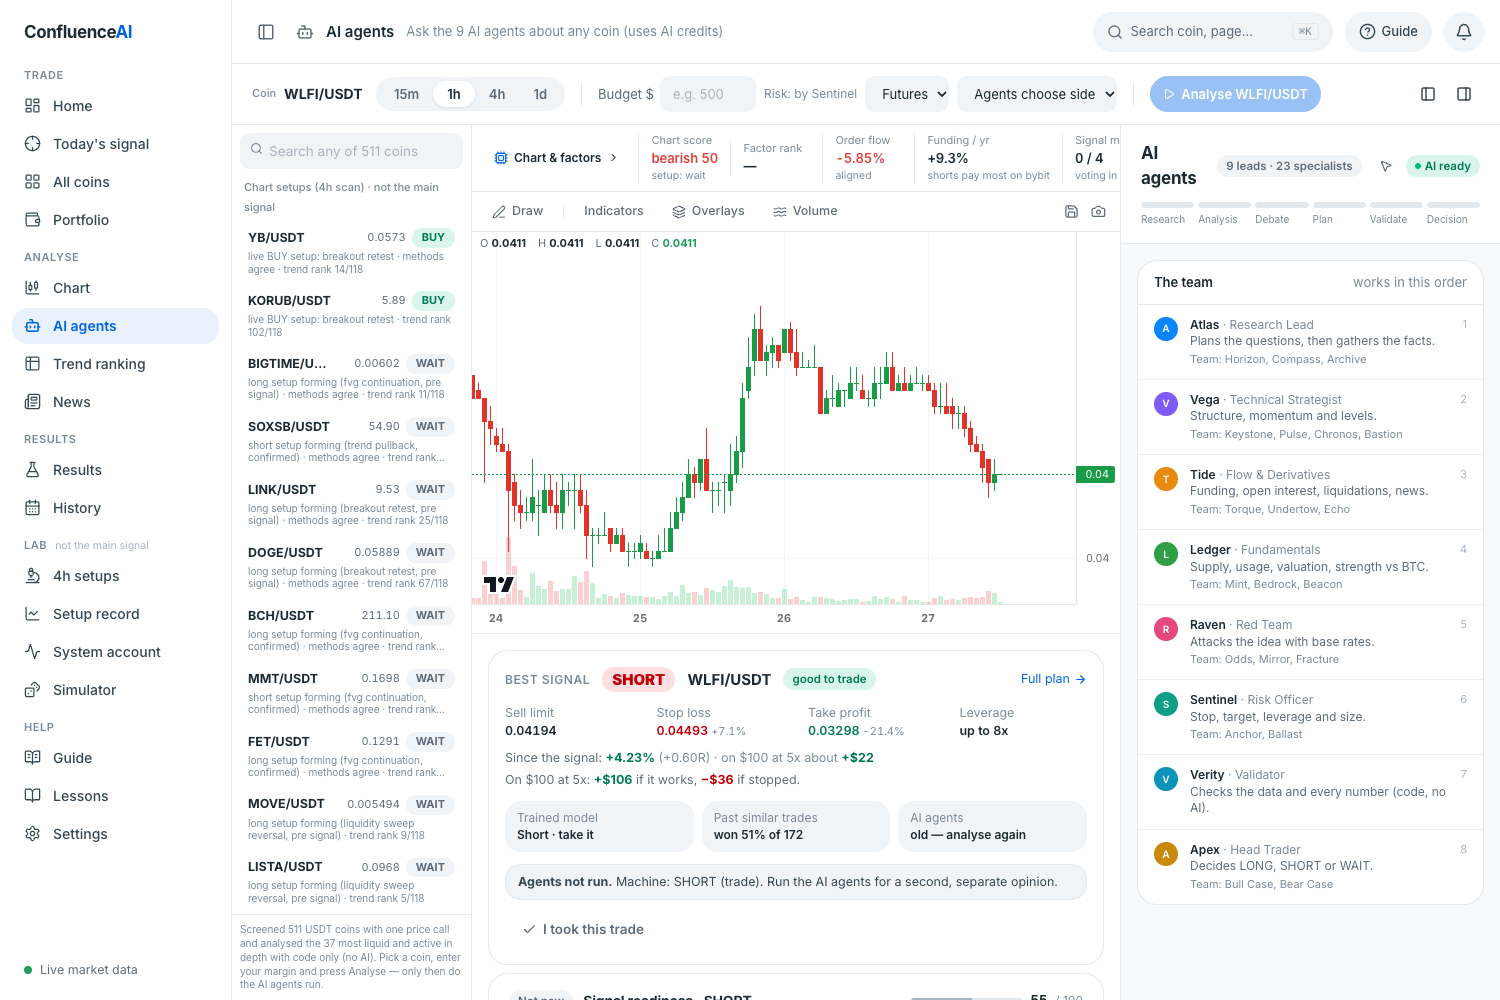 ConfluenceAI
TRADE
Home
Today's signal
All coins
Portfolio
ANALYSE
Chart
AI agents
Trend ranking
News
RESULTS
Results
History
LAB not the main signal
4h setups
Setup record
System account
Simulator
HELP
Guide
Lessons
Settings
Live market data
AI agents Ask the 9 AI agents about any coin (uses AI credits)
Search coin, page... ⌘K
Guide
Coin WLFI/USDT 15m 1h 4h 1d Budget $ e.g. 500 Risk: by Sentinel Futures Agents choose side Analyse WLFI/USDT
Search any of 511 coins
Chart setups (4h scan) · not the main
signal
YB/USDT 0.0573 BUY
live BUY setup: breakout retest · methods
agree · trend rank 14/118
KORUB/USDT 5.89 BUY
live BUY setup: breakout retest · trend rank
102/118
BIGTIME/U... 0.00602 WAIT
long setup forming (fvg continuation, pre
signal) · methods agree · trend rank 11/118
SOXSB/USDT 54.90 WAIT
short setup forming (trend pullback,
confirmed) · methods agree · trend rank...
LINK/USDT 9.53 WAIT
long setup forming (breakout retest, pre
signal) · methods agree · trend rank 25/118
DOGE/USDT 0.05889 WAIT
long setup forming (breakout retest, pre
signal) · methods agree · trend rank 67/118
BCH/USDT 211.10 WAIT
long setup forming (fvg continuation,
confirmed) · methods agree · trend rank...
MMT/USDT 0.1698 WAIT
short setup forming (fvg continuation,
confirmed) · methods agree · trend rank...
FET/USDT 0.1291 WAIT
long setup forming (fvg continuation,
confirmed) · methods agree · trend rank...
MOVE/USDT 0.005494 WAIT
long setup forming (liquidity sweep
reversal, pre signal) · trend rank 9/118
LISTA/USDT 0.0968 WAIT
long setup forming (liquidity sweep
reversal, pre signal) · trend rank 5/118
Screened 511 USDT coins with one price call
and analysed the 37 most liquid and active in
depth with code only (no AI). Pick a coin, enter
your margin and press Analyse — only then do
the AI agents run.
Chart & factors
Chart score
bearish 50
setup: wait
Factor rank
—
Order flow
-5.85%
aligned
Funding / yr
+9.3%
shorts pay most on bybit
Signal m
0 / 4
voting in
Draw Indicators Overlays Volume
O 0.0411 H 0.0411 L 0.0411 C 0.0411
0.04
0.04
24 25 26 27
BEST SIGNAL SHORT WLFI/USDT good to trade Full plan →
Sell limit
0.04194
Stop loss
0.04493 +7.1%
Take profit
0.03298 -21.4%
Leverage
up to 8x
Since the signal: +4.23% (+0.60R) · on $100 at 5x about +$22
On $100 at 5x: +$106 if it works, −$36 if stopped.
Trained model
Short · take it
Past similar trades
won 51% of 172
AI agents
old — analyse again
Agents not run. Machine: SHORT (trade). Run the AI agents for a second, separate opinion.
I took this trade
Not now Signal readiness SHORT 55 / 100
AI
agents
9 leads · 23 specialists
AI ready
Research Analysis Debate Plan Validate Decision
The team works in this order
A Atlas · Research Lead 1
Plans the questions, then gathers the facts.
Team: Horizon, Compass, Archive
V Vega · Technical Strategist 2
Structure, momentum and levels.
Team: Keystone, Pulse, Chronos, Bastion
T Tide · Flow & Derivatives 3
Funding, open interest, liquidations, news.
Team: Torque, Undertow, Echo
L Ledger · Fundamentals 4
Supply, usage, valuation, strength vs BTC.
Team: Mint, Bedrock, Beacon
R Raven · Red Team 5
Attacks the idea with base rates.
Team: Odds, Mirror, Fracture
S Sentinel · Risk Officer 6
Stop, target, leverage and size.
Team: Anchor, Ballast
V Verity · Validator 7
Checks the data and every number (code, no
AI).
A Apex · Head Trader 8
Decides LONG, SHORT or WAIT.
Team: Bull Case, Bear Case